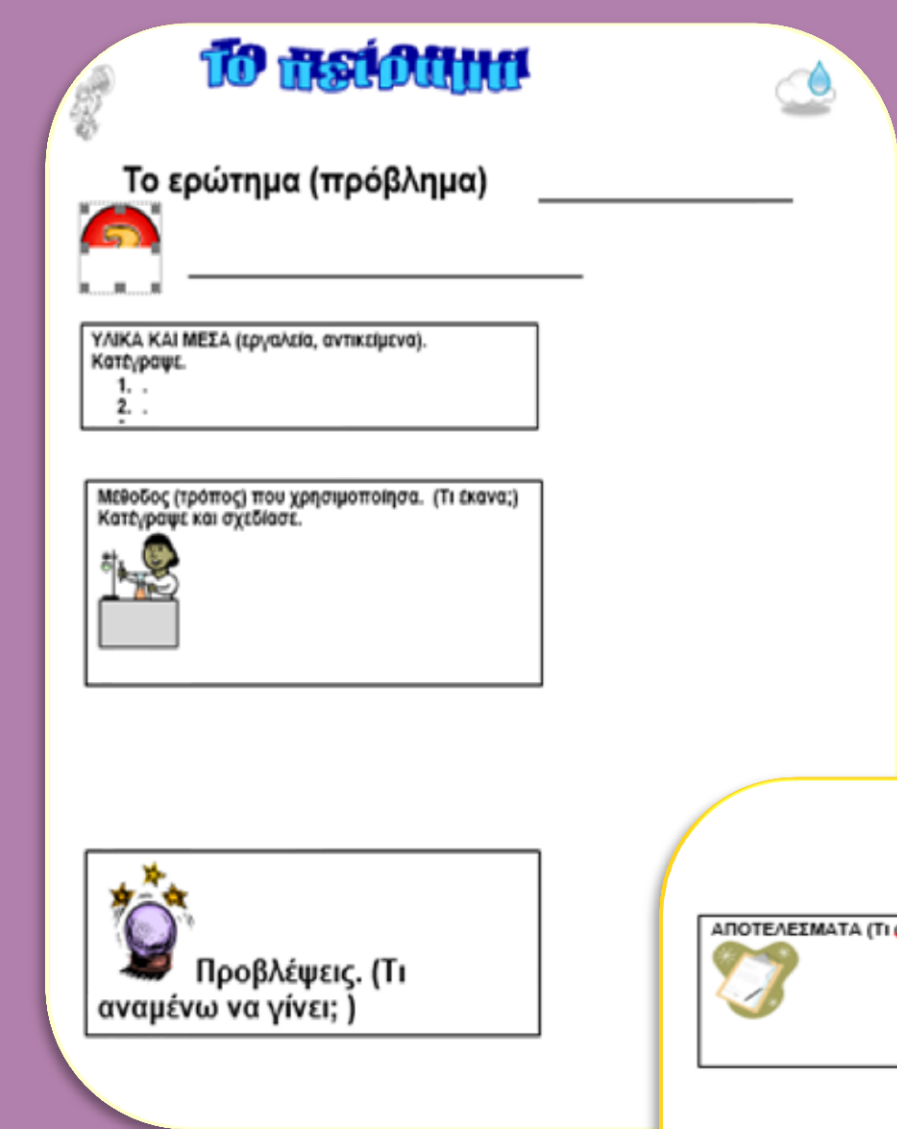 Το πείραμα
Το ερώτημα (πρόβλημα)
ΥΛΙΚΑ ΚΑΙ ΜΕΣΑ (εργαλεία, αντικείμενα).
Κατέγραψε.
1. .
2. .
Μέθοδος (τρόπος) που χρησιμοποίησα. (Τι έκανα;)
Κατέγραψε και σχεδίασε.
Προβλέψεις. (Τι
αναμένω να γίνει; )
ΑΠΟΤΕΛΕΣΜΑΤΑ (Τι